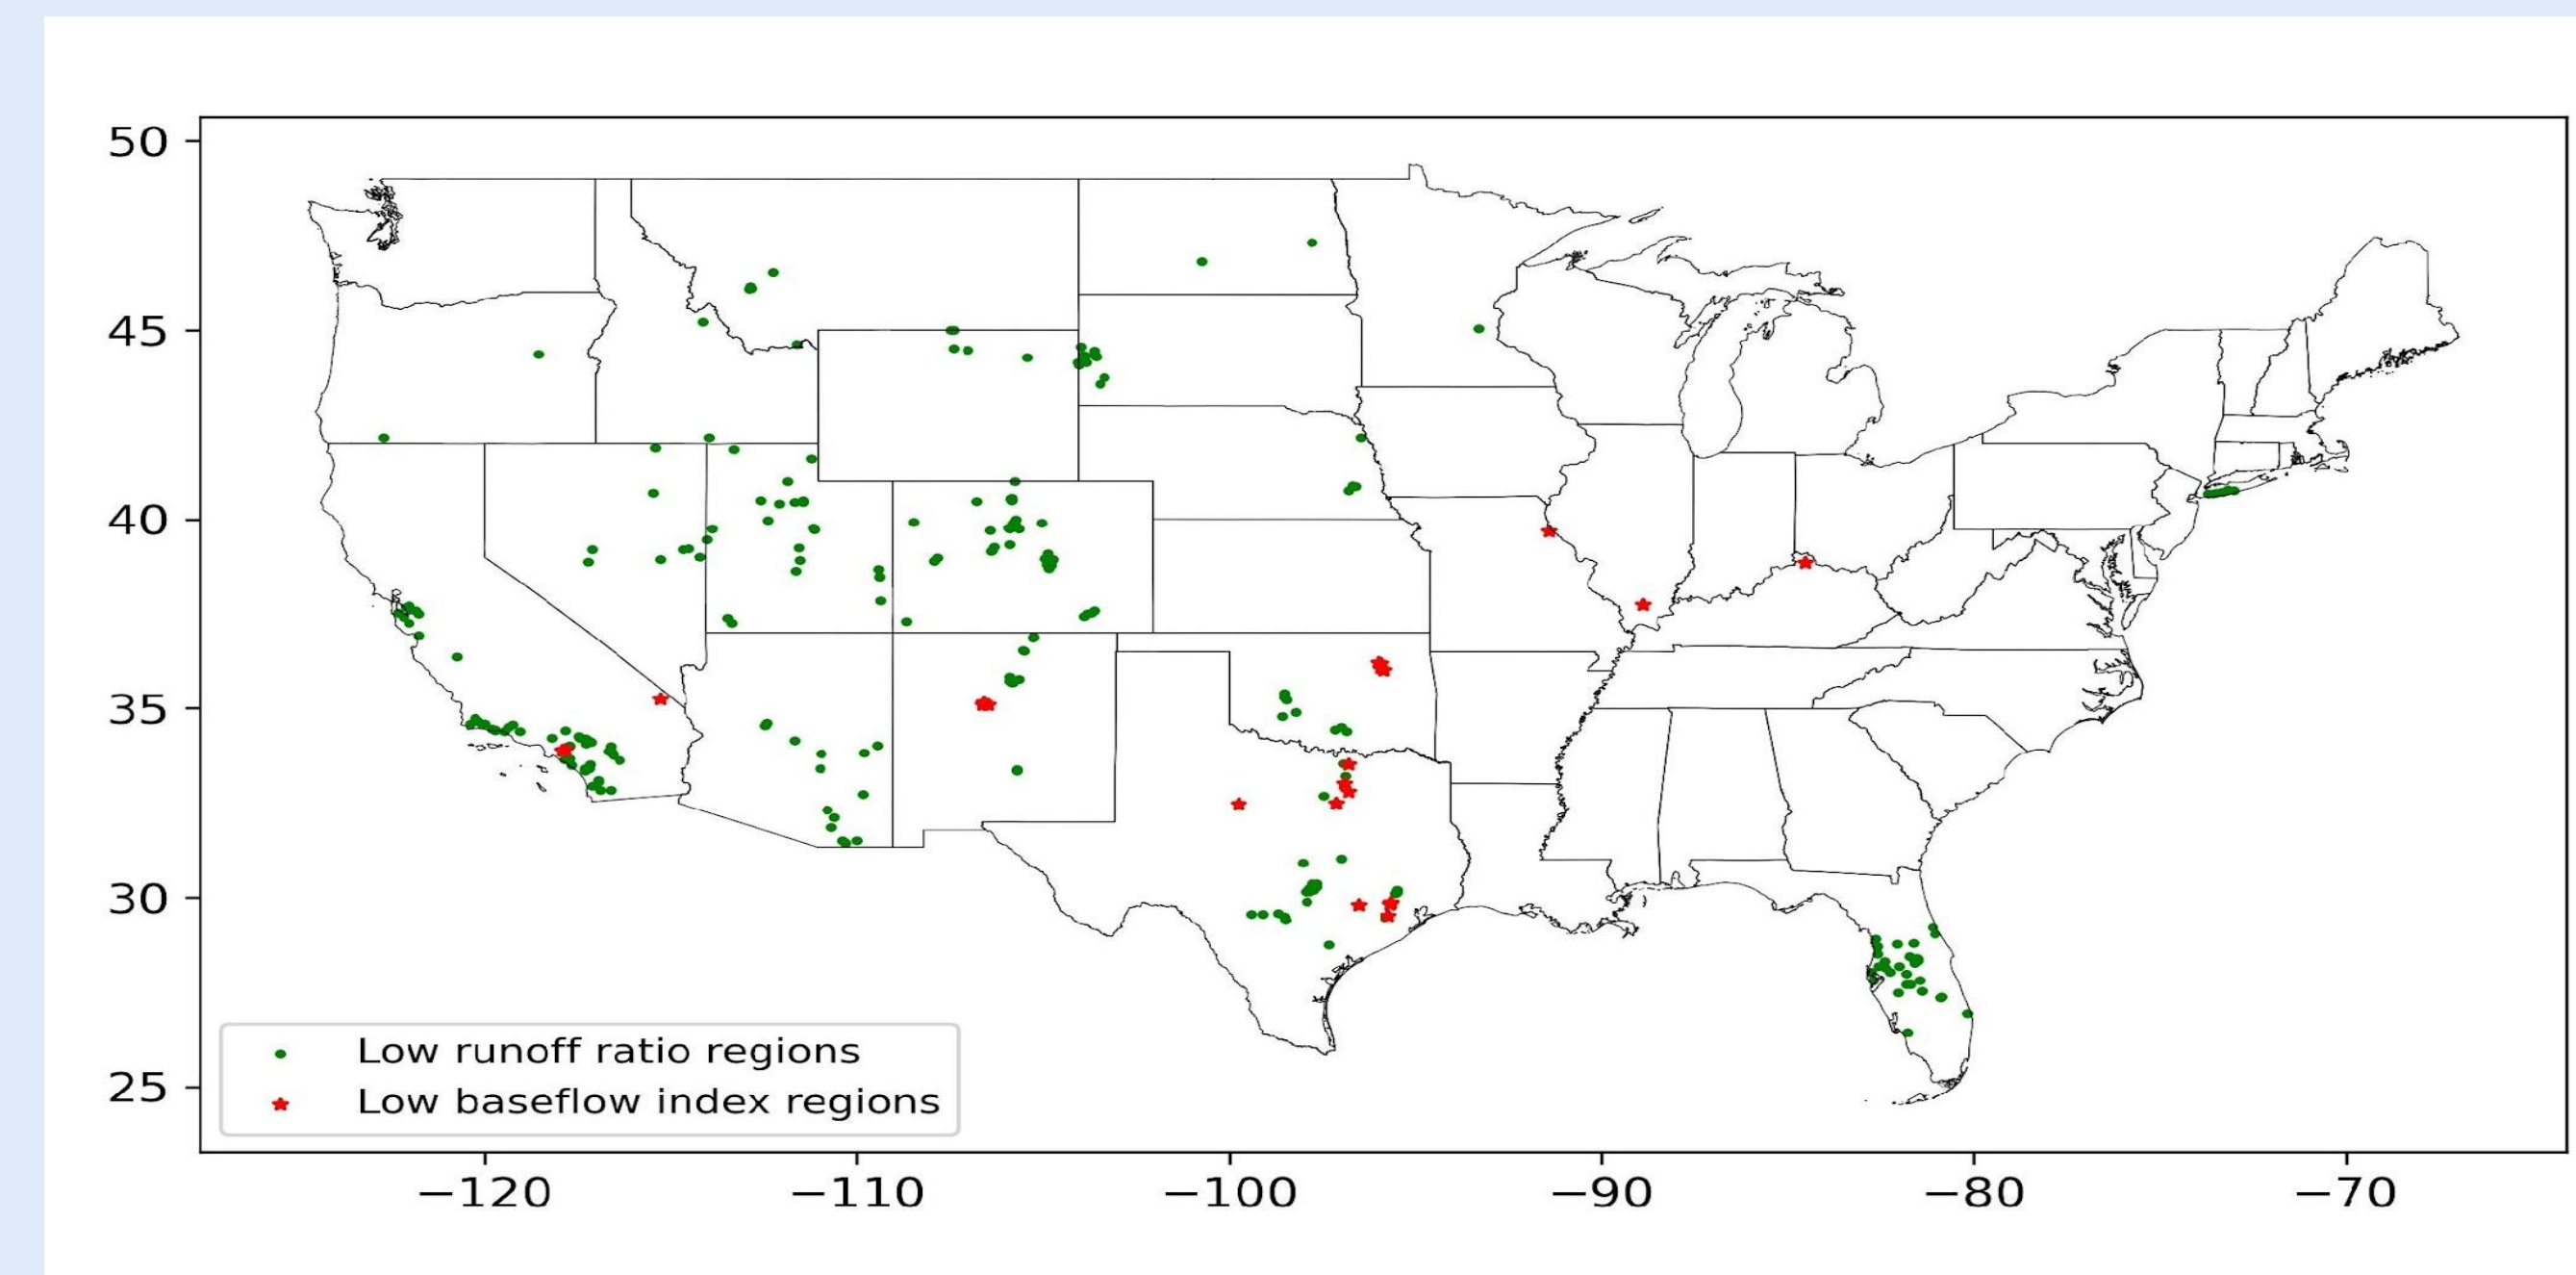 50
45
40
35
30
25
Low runoff ratio regions
Low baseflow index regions
−120 −110 −100 −90 −80 −70